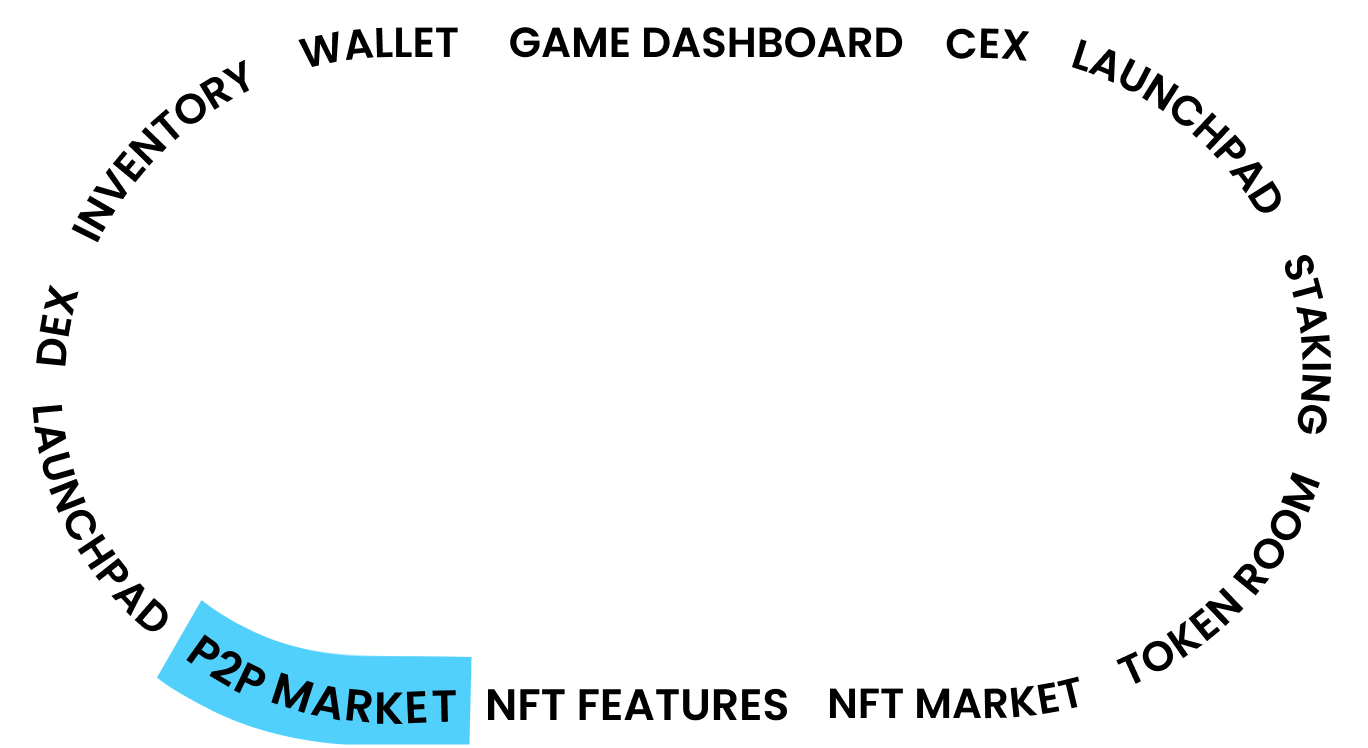 WALLET
GAME DASHBOARD
CEX
LAUNCHPAD
STAKING
TOKEN ROOM
NFT MARKET
NFT FEATURES
P2P MARKET
LAUNCHPAD
DEX
INVENTORY